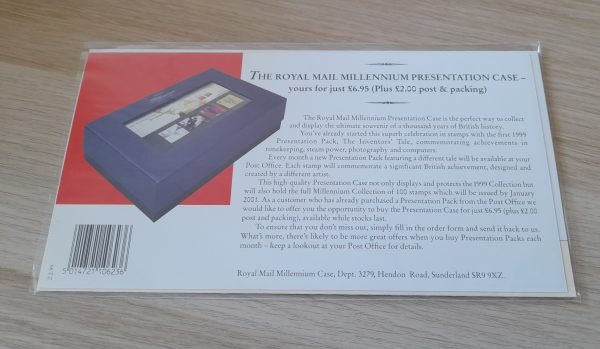 THE ROYAL MAIL MILLENNIUM PRESENTATION CASE –
yours for just £6.95 (Plus £2.00 post & packing)
The Royal Mail Millennium Presentation Case is the perfect way to collect
and display the ultimate souvenir of a thousand years of British history.
You've already started this superb celebration in stamps with the first 1999
Presentation Pack, The Inventors' Tale, commemorating achievements in
timekeeping, steam power, photography and computers.
Every month a new Presentation Pack featuring a different tale will be available at your
Post Office. Each stamp will commemorate a significant British achievement, designed and
created by a different artist.
This high quality Presentation Case not only displays and protects the 1999 Collection but
will also hold the full Millennium Collection of 100 stamps which will be issued by January
2001. As a customer who has already purchased a Presentation Pack from the Post Office we
would like to offer you the opportunity to buy the Presentation Case for just £6.95 (plus £2.00
post and packing), available while stocks last.
To ensure that you don't miss out, simply fill in the order form and send it back to us.
What's more, there's likely to be more great offers when you buy Presentation Packs each
month – keep a lookout at your Post Office for details.
Royal Mail Millennium Case, Dept. 3279, Hendon Road, Sunderland SR9 9XZ.
5 014721 106236